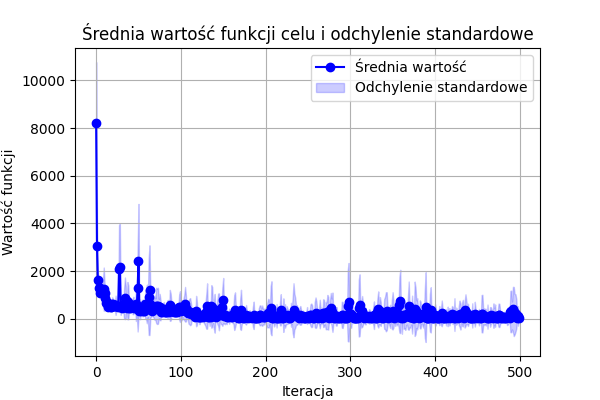 Średnia wartość funkcji celu i odchylenie standardowe
Średnia wartość
Odchylenie standardowe
Wartość funkcji
10000
8000
6000
4000
2000
0
0 100 200 300 400 500
Iteracja